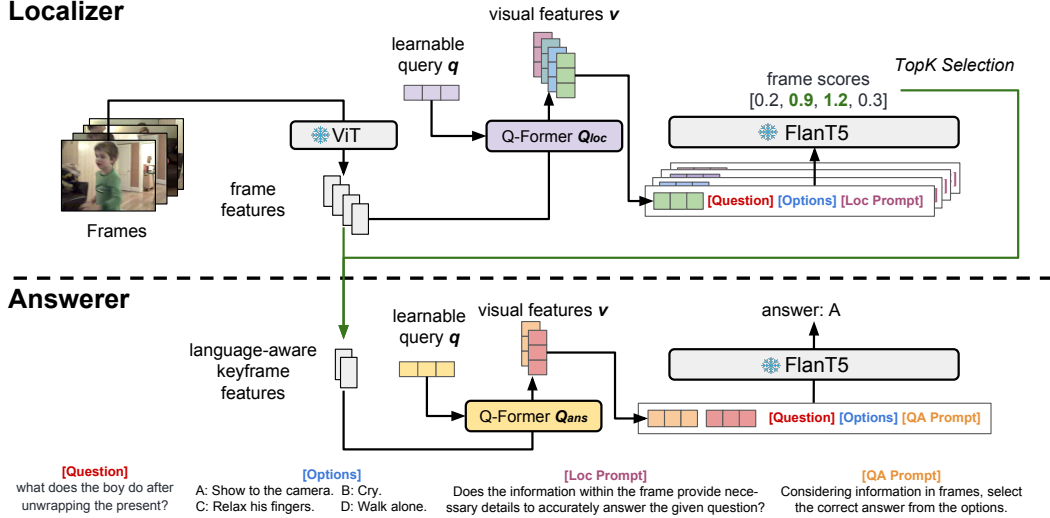 Localizer
visual features v
learnable
query q
TopK Selection
frame scores
[0.2, 0.9, 1.2, 0.3]
ViT
Q-Former Qloc
FlanT5
frame
features
[Question] [Options] [Loc Prompt]
Frames
Answerer
visual features v
learnable
query q
answer: A
language-aware
keyframe
features
FlanT5
Q-Former Qans
[Question] [Options] [QA Prompt]
[Question]
what does the boy do after
unwrapping the present?
[Options]
A: Show to the camera. B: Cry.
C: Relax his fingers. D: Walk alone.
[Loc Prompt]
Does the information within the frame provide nece-
ssary details to accurately answer the given question?
[QA Prompt]
Considering information in frames, select
the correct answer from the options.